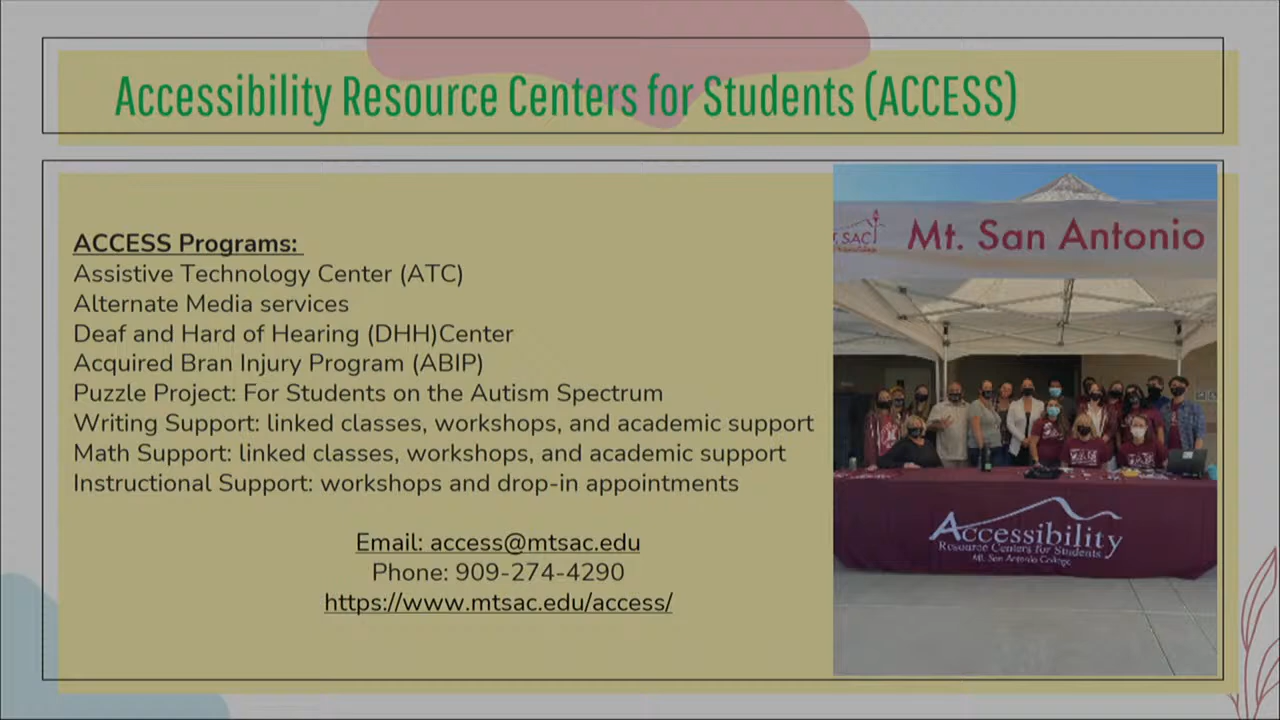 Accessibility Resource Centers for Students (ACCESS)
ACCESS Programs:
Assistive Technology Center (ATC)
Alternate Media services
Deaf and Hard of Hearing (DHH)Center
Acquired Bran Injury Program (ABIP)
Puzzle Project: For Students on the Autism Spectrum
Writing Support: linked classes, workshops, and academic support
Math Support: linked classes, workshops, and academic support
Instructional Support: workshops and drop-in appointments
Email: access@mtsac.edu
Phone: 909-274-4290
https://www.mtsac.edu/access/
SAC
Mt. San Antonio
Accessibility
Resource Centers for Students
Mt. San Antonio College